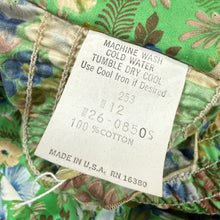 MACHINE WASH
COLD WATER
TUMBLE DRY COOL
Use Cool Iron if Desired
253
#12
#26-0850S
100%COTTON
MADE IN U.S.A. RN 16380